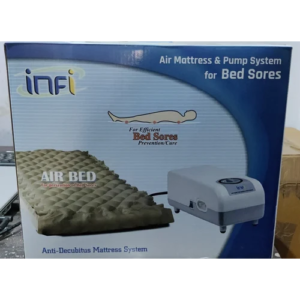 infi
Air Mattress & Pump System
for Bed Sores
For Efficient
Bed Sores
Prevention/Care
AIR BED
Anti-Decubitus Mattress System